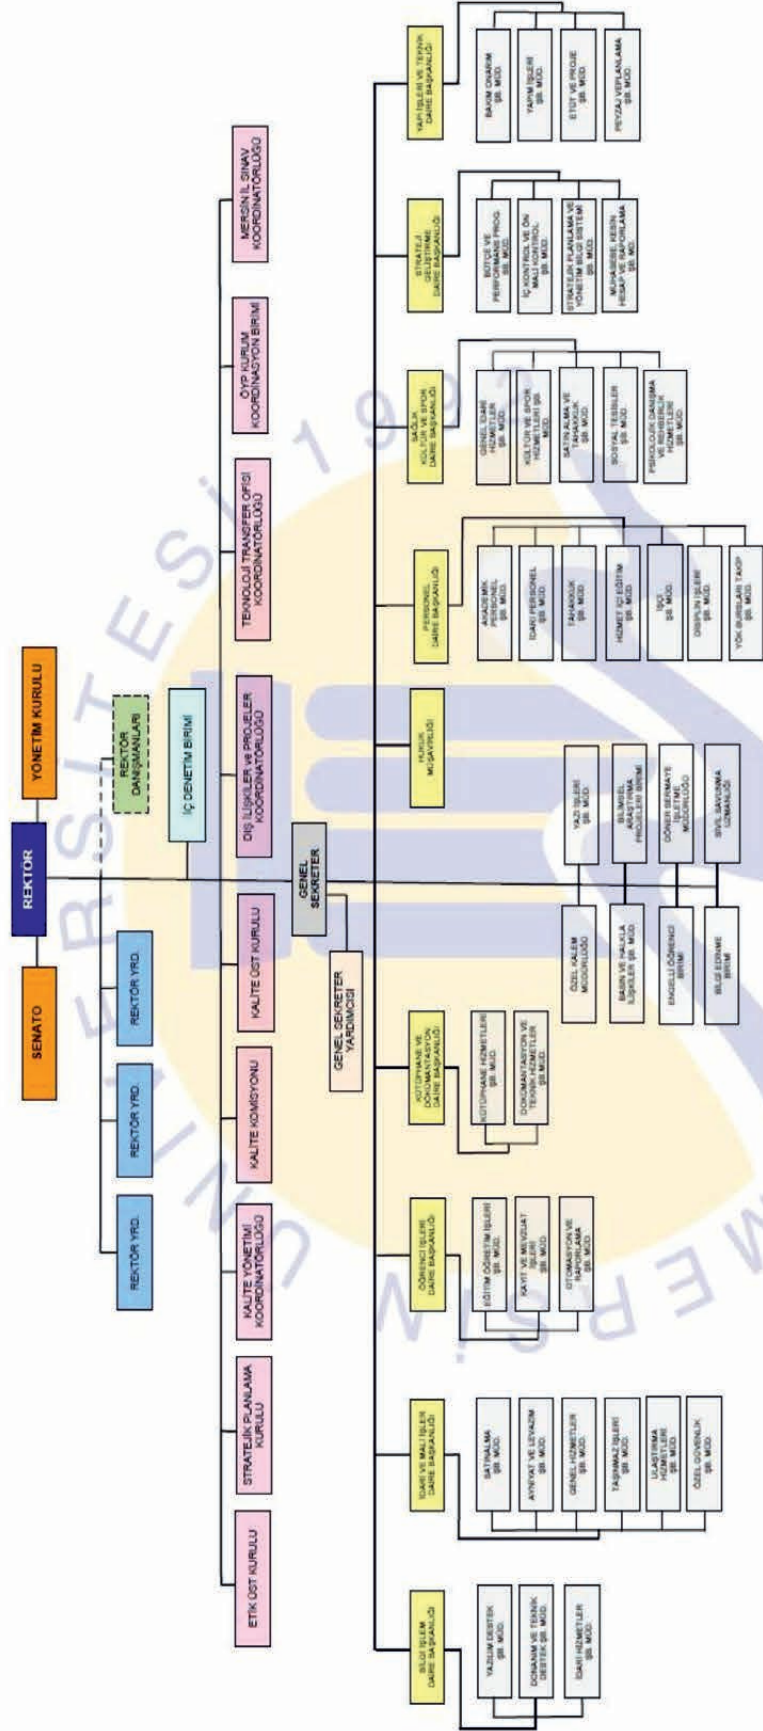 SENATO
REKTÖR
YÖNETİM KURULU
REKTÖR YRD.
REKTÖR YRD.
REKTÖR YRD.
REKTÖR
DANIŞMANLARI
İÇ DENETİM BİRİMİ
ETİK ÜST KURULU
STRATEJİK PLANLAMA
KURULU
KALİTE YÖNETİMİ
KOORDİNATÖRLÜĞÜ
KALİTE KOMİSYONU
KALİTE ÜST KURULU
DIŞ İLİŞKİLER ve PROJELER
KOORDİNATÖRLÜĞÜ
TEKNOLOJİ TRANSFER OFİSİ
KOORDİNATÖRLÜĞÜ
ÖYP KURUM
KOORDİNASYON BİRİMİ
MERSİN İL SINAV
KOORDİNATÖRLÜĞÜ
GENEL
SEKRETER
GENEL SEKRETER
YARDIMCISI
BİLGİ İŞLEM
DAİRE BAŞKANLIĞI
YAZILIM DESTEK
ŞB. MÜD.
DONANIM VE TEKNİK
DESTEK ŞB. MÜD.
İDARİ HİZMETLER
ŞB. MÜD.
İDARİ VE MALİ İŞLER
DAİRE BAŞKANLIĞI
SATINALMA
ŞB. MÜD.
AYNİYAT VE LEVAZIM
ŞB. MÜD.
GENEL HİZMETLER
ŞB. MÜD.
TAŞINMAZ İŞLERİ
ŞB. MÜD.
ULAŞTIRMA
HİZMETLERİ
ŞB. MÜD.
ÖZEL GÜVENLİK
ŞB. MÜD.
ÖĞRENCİ İŞLERİ
DAİRE BAŞKANLIĞI
EĞİTİM ÖĞRETİM İŞLERİ
ŞB. MÜD.
KAYIT VE MEVZUAT
İŞLERİ
ŞB. MÜD.
OTOMASYON VE
RAPORLAMA
ŞB. MÜD.
KÜTÜPHANE VE
DOKÜMANTASYON
DAİRE BAŞKANLIĞI
KÜTÜPHANE HİZMETLERİ
ŞB. MÜD.
DOKÜMANTASYON VE
TEKNİK HİZMETLER
ŞB.MÜD.
ÖZEL KALEM
MÜDÜRLÜĞÜ
YAZI İŞLERİ
ŞB. MÜD.
BASIN VE HALKLA
İLİŞKİLER ŞB. MÜD.
BİLİMSEL
ARAŞTIRMA
PROJELERİ BİRİMİ
ENGELLİ ÖĞRENCİ
BİRİMİ
DÖNER SERMAYE
İŞLETME
MÜDÜRLÜĞÜ
BİLGİ EDİNME
BİRİMİ
SİVİL SAVUNMA
UZMANLIĞI
HUKUK
MÜŞAVİRLİĞİ
PERSONEL
DAİRE BAŞKANLIĞI
AKADEMİK
PERSONEL
ŞB. MÜD.
İDARİ PERSONEL
ŞB. MÜD.
TAHAKKUK
ŞB. MÜD.
HİZMET İÇİ EĞİTİM
ŞB. MÜD.
İŞÇİ
ŞB. MÜD.
DİSİPLİN İŞLERİ
ŞB. MÜD.
YÖK BURSLARI TAKİP
ŞB. MÜD.
SAĞLIK
KÜLTÜR VE SPOR
DAİRE BAŞKANLIĞI
GENEL İDARİ
HİZMETLER
ŞB. MÜD.
KÜLTÜR VE SPOR
HİZMETLERİ ŞB.
MÜD.
SATIN ALMA VE
TAHAKKUK
ŞB. MÜD.
SOSYAL TESİSLER
ŞB. MÜD.
PSİKOLOJİK DANIŞMA
VE REHBERLİK
HİZMETLERİ
ŞB. MÜD.
STRATEJİ
GELİŞTİRME
DAİRE BAŞKANLIĞI
BÜTÇE VE
PERFORMANS PROG.
ŞB. MÜD.
İÇ KONTROL VE ÖN
MALİ KONTROL
ŞB. MÜD.
STRATEJİK PLANLAMA VE
YÖNETİM BİLGİ SİSTEMİ
ŞB. MÜD.
MUHASEBE, KESİN
HESAP VE RAPORLAMA
ŞB. MD.
YAPI İŞLERİ VE TEKNİK
DAİRE BAŞKANLIĞI
BAKIM ONARIM
ŞB. MÜD.
YAPIM İŞLERİ
ŞB. MÜD.
ETÜT VE PROJE
ŞB. MÜD.
PEYZAJ VEPLANLAMA
ŞB. MÜD.
MERSİN ÜNİVERSİTESİ 1992